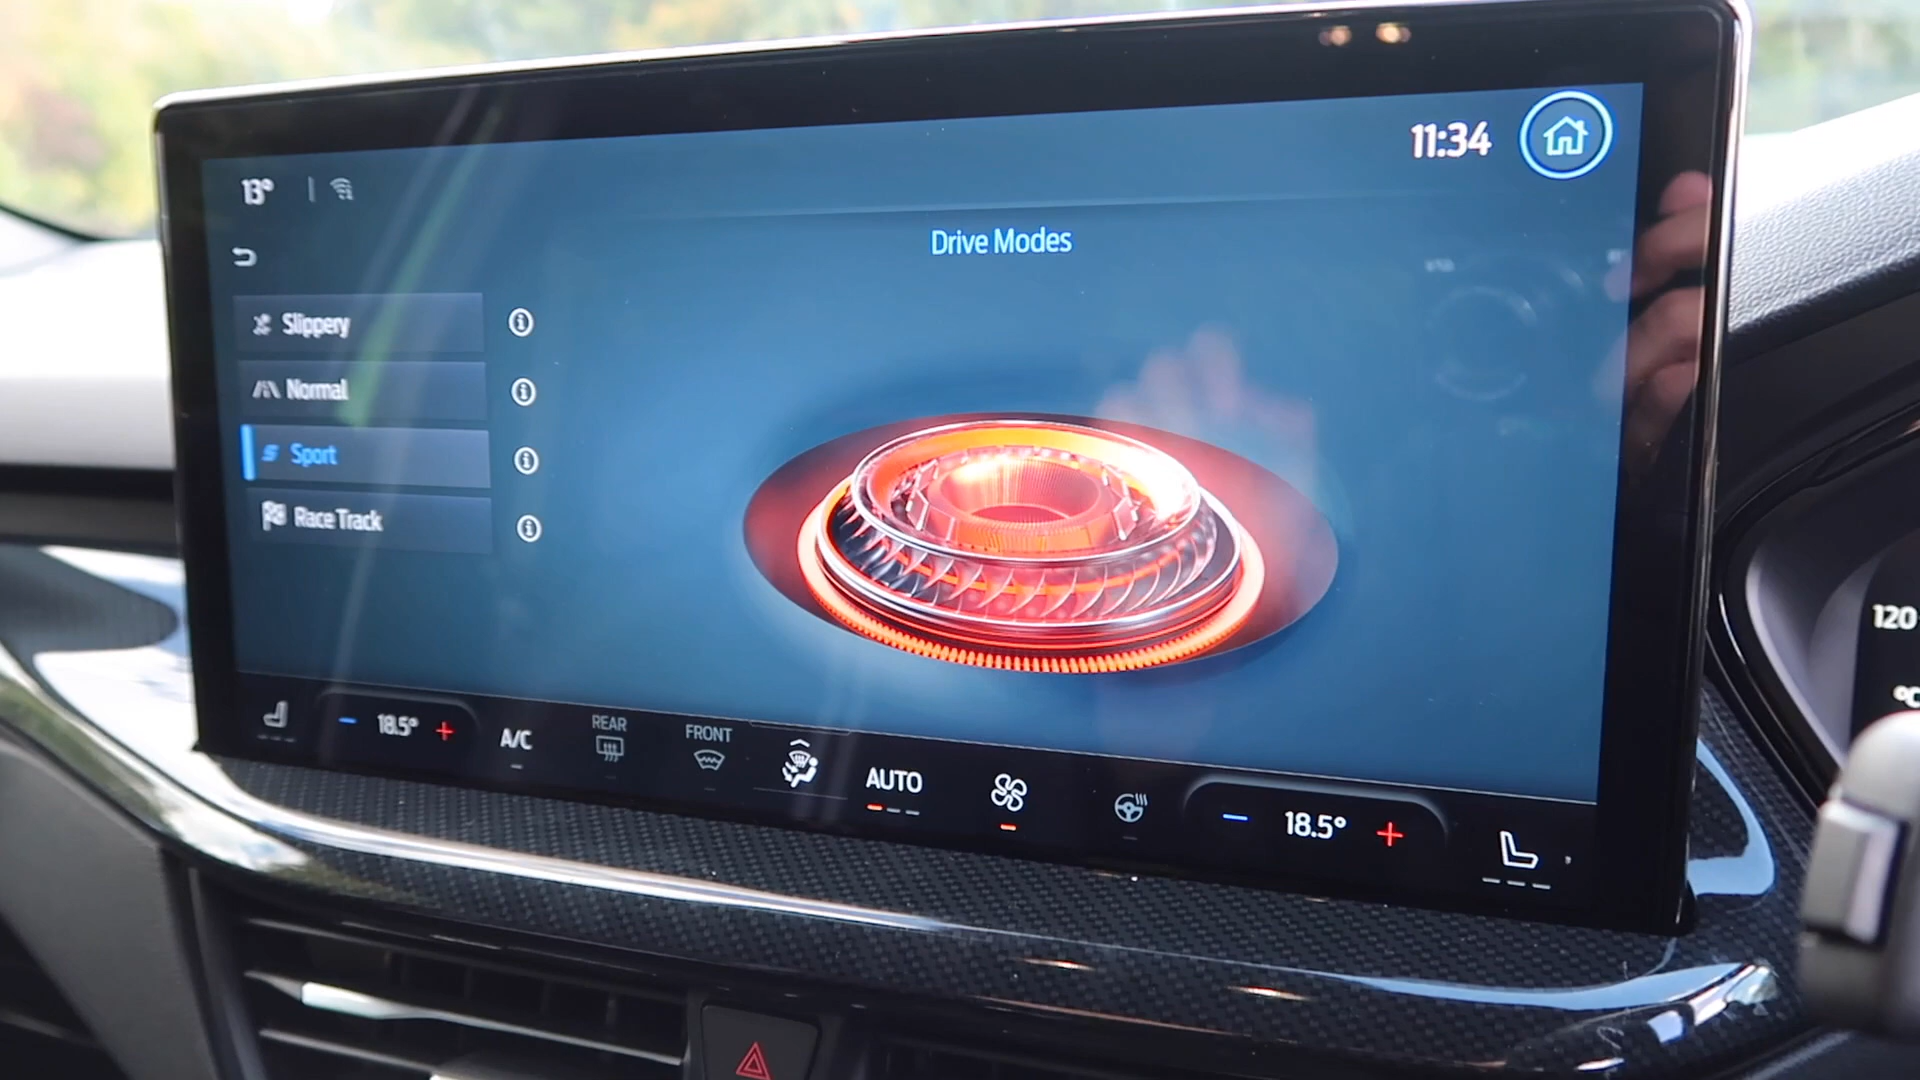 13°
11:34
Drive Modes
Slippery
Normal
Sport
Race Track
18.5°
A/C
REAR
FRONT
AUTO
18.5°
120
°C